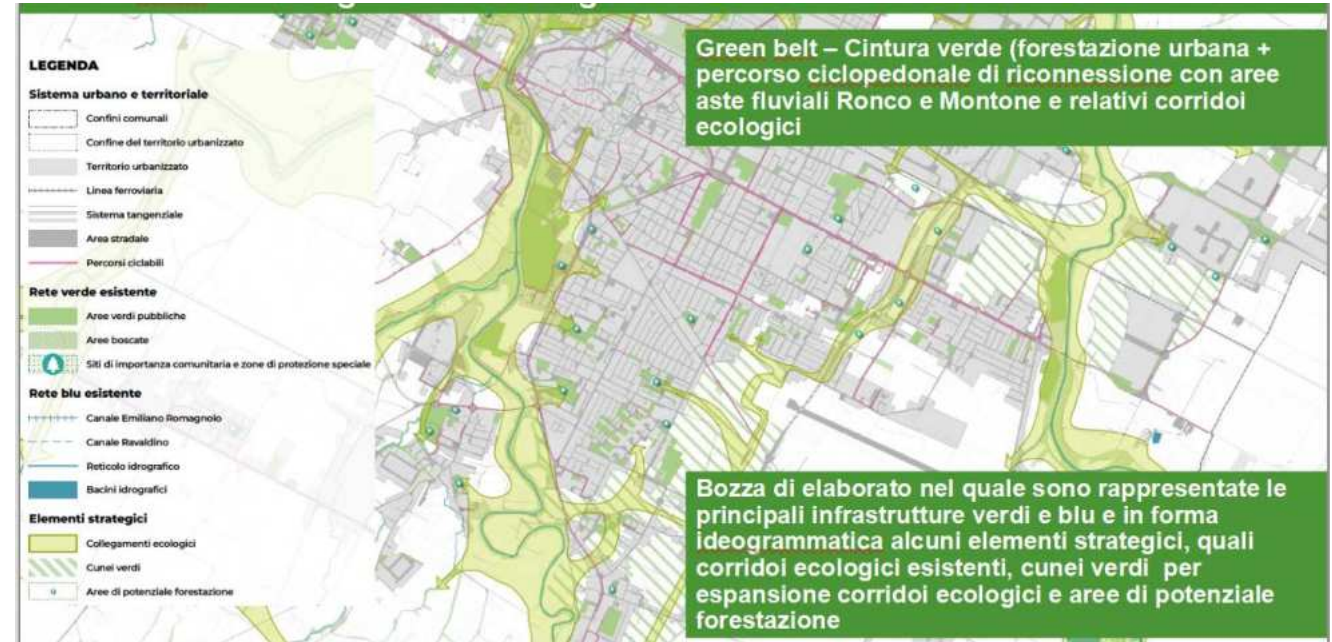 LEGENDA
Sistema urbano e territoriale
Confini comunali
Confine del territorio urbanizzato
Territorio urbanizzato
Linea ferroviaria
Sistema tangenziale
Area stradale
Percorsi ciclabili
Rete verde esistente
Aree verdi pubbliche
Aree boscate
Siti di importanza comunitaria e zone di protezione speciale
Rete blu esistente
Canale Emiliano Romagnolo
Canale Ravaldino
Reticolo idrografico
Bacini idrografici
Elementi strategici
Collegamenti ecologici
Cunei verdi
Aree di potenziale forestazione
Green belt – Cintura verde (forestazione urbana +
percorso ciclopedonale di riconnessione con aree
aste fluviali Ronco e Montone e relativi corridoi
ecologici
Bozza di elaborato nel quale sono rappresentate le
principali infrastrutture verdi e blu e in forma
ideogrammatica alcuni elementi strategici, quali
corridoi ecologici esistenti, cunei verdi per
espansione corridoi ecologici e aree di potenziale
forestazione